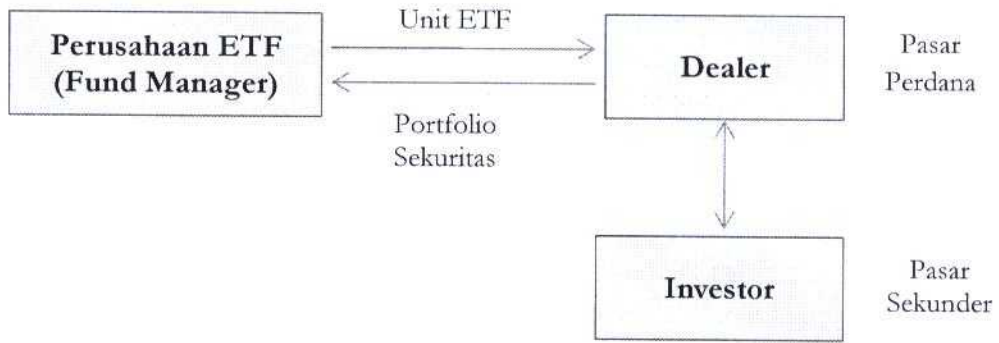 Unit ETF
Perusahaan ETF
(Fund Manager)
Dealer
Pasar
Perdana
Portfolio
Sekuritas
Investor
Pasar
Sekunder